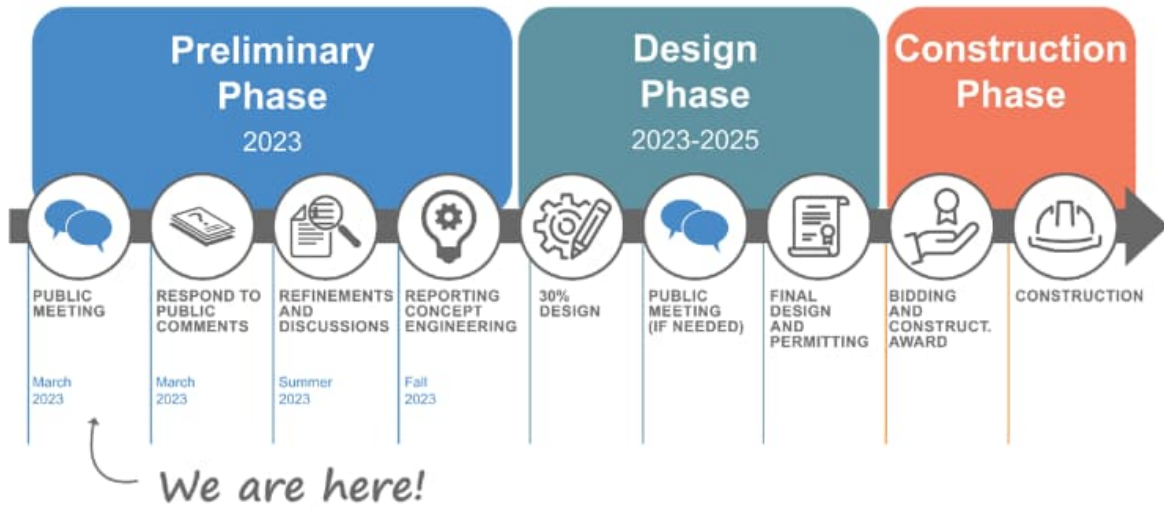 Preliminary
Phase
2023
Design
Phase
2023-2025
Construction
Phase
PUBLIC
MEETING
March
2023
RESPOND TO
PUBLIC
COMMENTS
March
2023
REFINEMENTS
AND
DISCUSSIONS
Summer
2023
REPORTING
CONCEPT
ENGINEERING
Fall
2023
30%
DESIGN
PUBLIC
MEETING
(IF NEEDED)
FINAL
DESIGN
AND
PERMITTING
BIDDING
AND
CONSTRUCT.
AWARD
CONSTRUCTION
We are here!